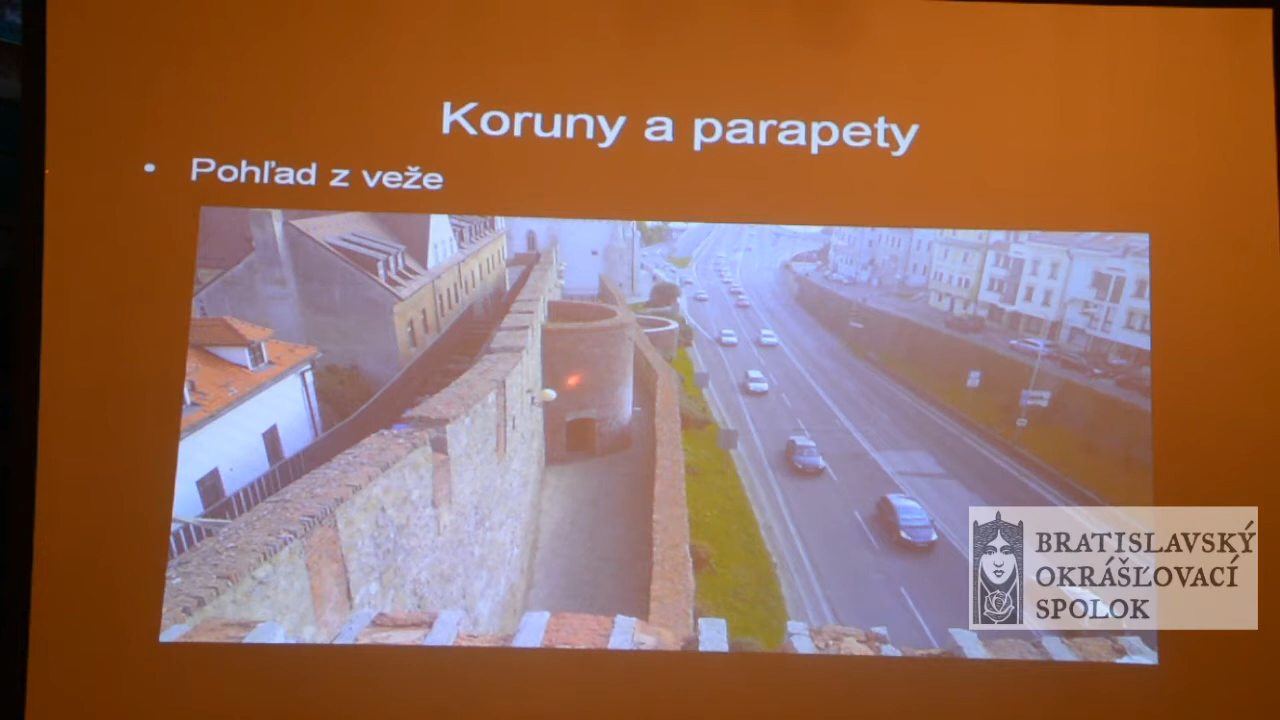 Koruny a parapety
• Pohľad z veže
BRATISLAVSKÝ
OKRÁŠĽOVACÍ
SPOLOK